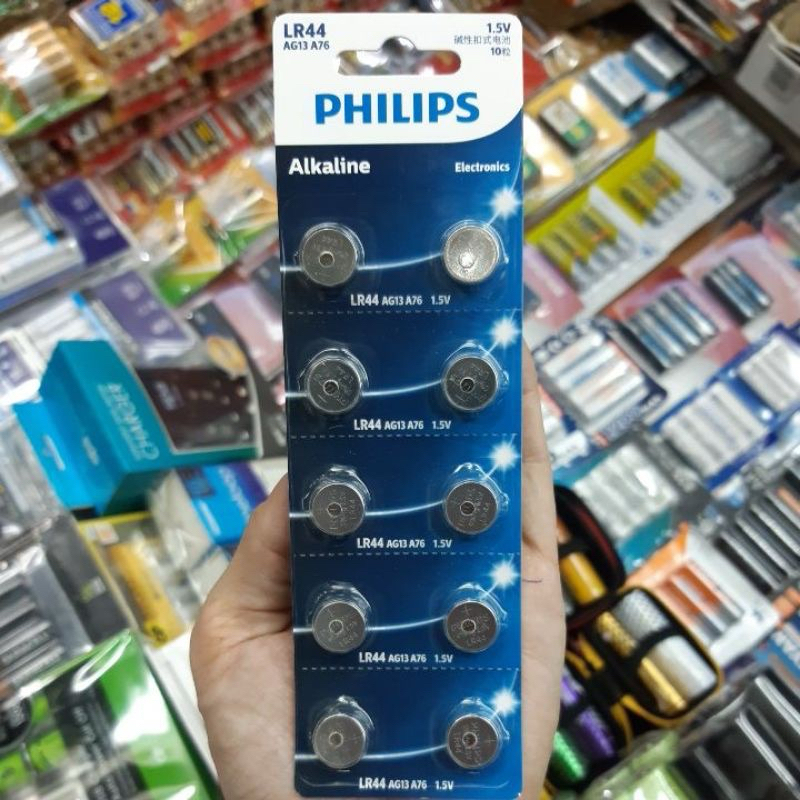 LR44
AG13 A76
1.5V
碱性扣式电池
10粒
PHILIPS
Alkaline
Electronics
LR44 AG13 A76 1.5V
LR44 AG13 A76 1.5V
LR44 AG13 A76 1.5V
LR44 AG13 A76 1.5V
LR44 AG13 A76 1.5V
CHARGER